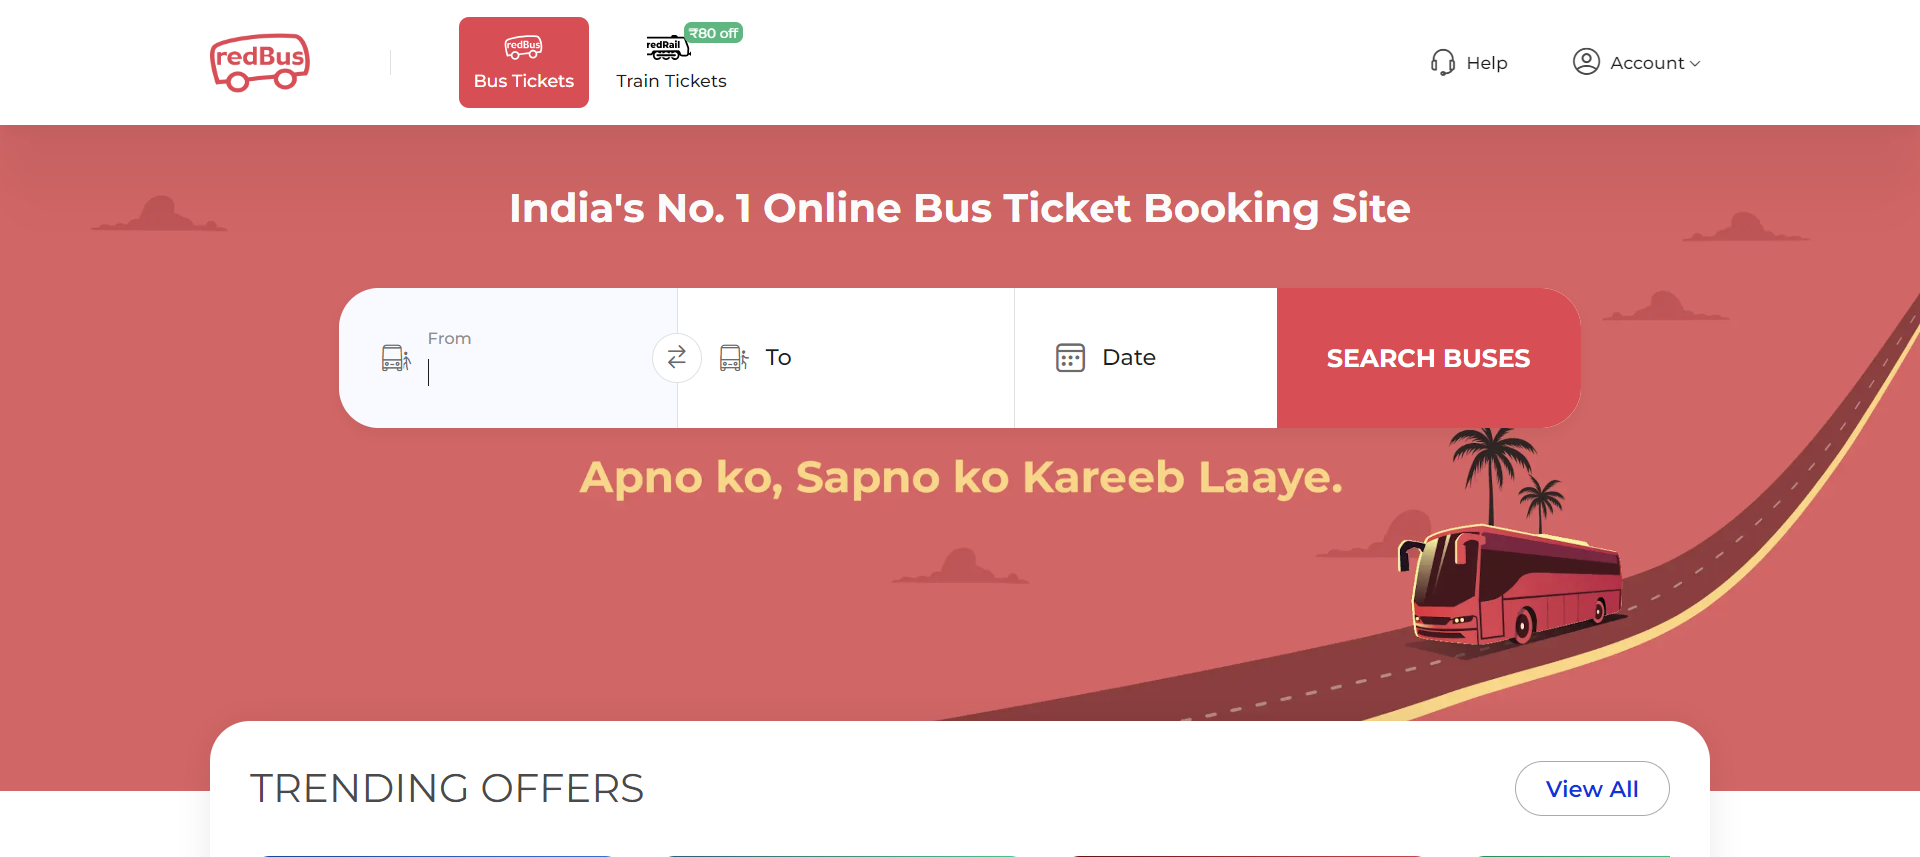 redBus
redBus
Bus Tickets
redRail
₹80 off
Train Tickets
Help
Account
India's No. 1 Online Bus Ticket Booking Site
From
To
Date
SEARCH BUSES
Apno ko, Sapno ko Kareeb Laaye.
TRENDING OFFERS
View All